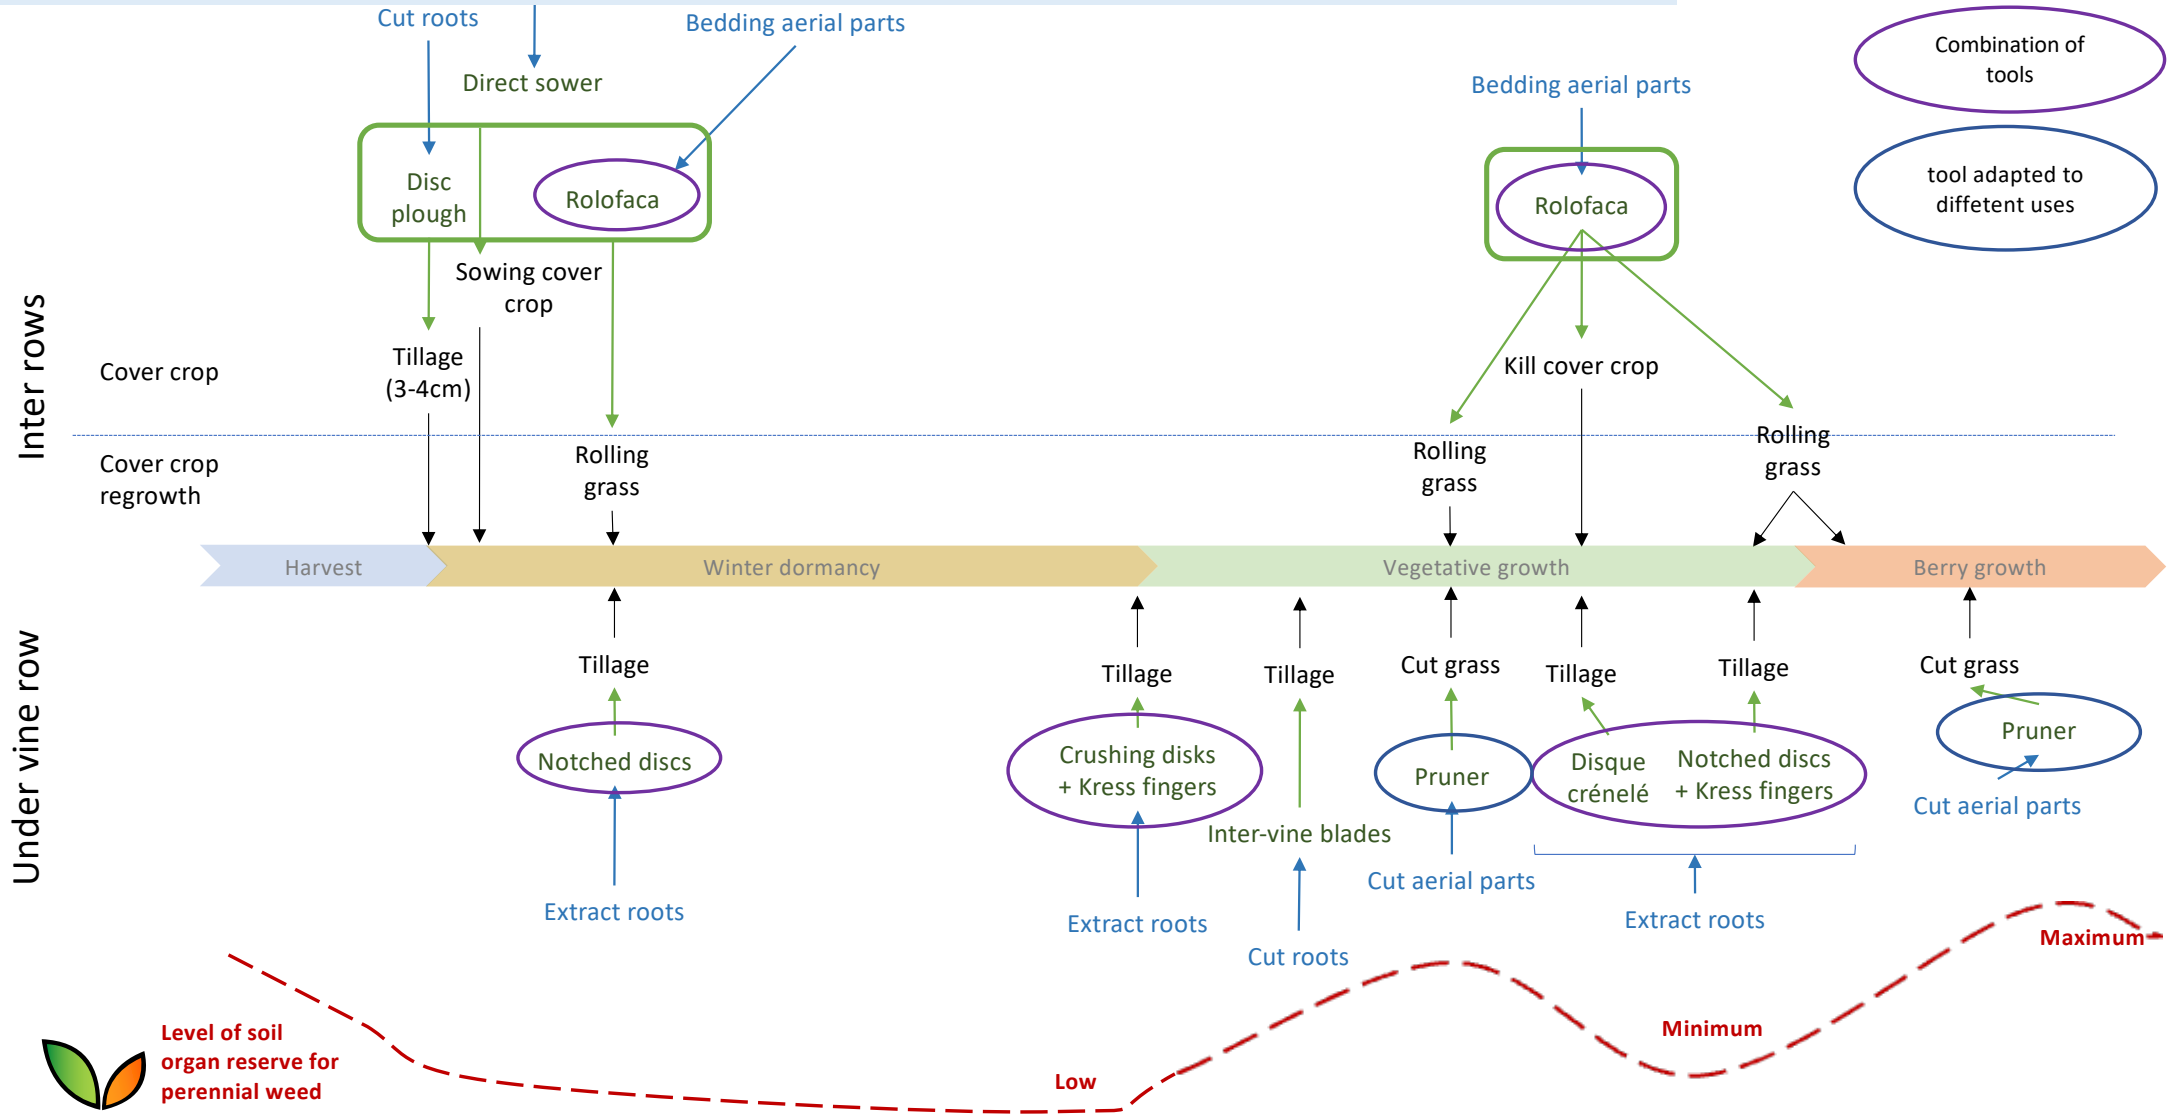 Cut roots
Bedding aerial parts
Direct sower
Bedding aerial parts
Combination of
tools
tool adapted to
diffetent uses
Disc
plough
Rolofaca
Rolofaca
Sowing cover
crop
Inter rows
Cover crop
Tillage
(3-4cm)
Kill cover crop
Cover crop
regrowth
Rolling
grass
Rolling
grass
Rolling
grass
Harvest
Winter dormancy
Vegetative growth
Berry growth
Under vine row
Tillage
Tillage
Tillage
Cut grass
Tillage
Tillage
Cut grass
Notched discs
Crushing disks
+ Kress fingers
Inter-vine blades
Pruner
Disque
crénelé
Notched discs
+ Kress fingers
Pruner
Cut aerial parts
Extract roots
Extract roots
Cut roots
Cut aerial parts
Extract roots
Maximum
Minimum
Low
Level of soil
organ reserve for
perennial weed